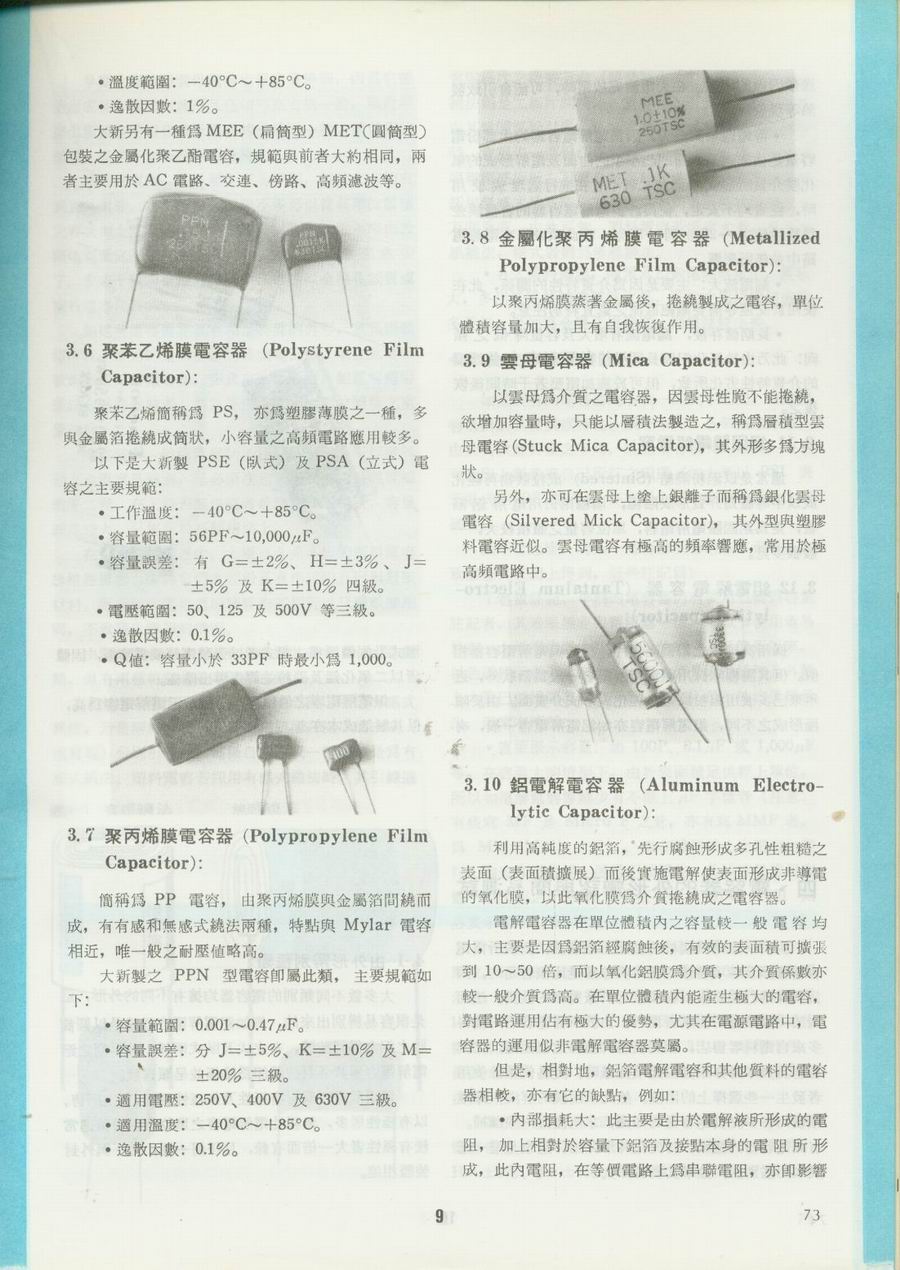 •溫度範圍：－40°C～＋85°C。
•逸散因數：1%。
大新另有一種爲 MEE（扁筒型）MET（圓筒型）
包裝之金屬化聚乙酯電容，規範與前者大約相同，兩
者主要用於 AC 電路、交連、傍路、高頻濾波等。
PPN
PPN
3.6 聚苯乙烯膜電容器 (Polystyrene Film
Capacitor):
聚苯乙烯簡稱爲 PS，亦爲塑膠薄膜之一種，多
與金屬箔捲繞成筒狀，小容量之高頻電路應用較多。
以下是大新製 PSE（臥式）及 PSA（立式）電
容之主要規範：
•工作溫度：－40°C～＋85°C。
•容量範圍：56PF～10,000μF。
•容量誤差：有 G=±2%、H=±3%、J=
±5% 及 K=±10% 四級。
•電壓範圍：50、125 及 500V 等三級。
•逸散因數：0.1%。
•Q値：容量小於 33PF 時最小爲 1,000。
3.7 聚丙烯膜電容器 (Polypropylene Film
Capacitor):
簡稱爲 PP 電容，由聚丙烯膜與金屬箔間繞而
成，有有感和無感式繞法兩種，特點與 Mylar 電容
相近，唯一般之耐壓値略高。
大新製之 PPN 型電容卽屬此類，主要規範如
下：
•容量範圍：0.001～0.47μF。
•容量誤差：分 J=±5%、K=±10% 及 M=
±20% 三級。
•適用電壓：250V、400V 及 630V 三級。
•適用溫度：－40°C～＋85°C。
•逸散因數：0.1%。
MEE
1.0±10%
250TSC
MET .1K
630 TSC
3.8 金屬化聚丙烯膜電容器 (Metallized
Polypropylene Film Capacitor):
以聚丙烯膜蒸著金屬後，捲繞製成之電容，單位
體積容量加大，且有自我恢復作用。
3.9 雲母電容器 (Mica Capacitor):
以雲母爲介質之電容器，因雲母性脆不能捲繞，
欲增加容量時，只能以層積法製造之，稱爲層積型雲
母電容 (Stuck Mica Capacitor)，其外形多爲方塊
狀。
另外，亦可在雲母上塗上銀離子而稱爲銀化雲母
電容 (Silvered Mick Capacitor)，其外型與塑膠
料電容近似。雲母電容有極高的頻率響應，常用於極
高頻電路中。
5600J
TSC
3.10 鋁電解電容器 (Aluminum Electro-
lytic Capacitor):
利用高純度的鋁箔，先行腐蝕形成多孔性粗糙之
表面（表面積擴展）而後實施電解使表面形成非導電
的氧化膜，以此氧化膜爲介質捲繞成之電容器。
電解電容器在單位體積內之容量較一般電容均
大，主要是因爲鋁箔經腐蝕後，有效的表面積可擴張
到 10～50 倍，而以氧化鋁膜爲介質，其介質係數亦
較一般介質爲高。在單位體積內能產生極大的電容，
對電路運用佔有極大的優勢，尤其在電源電路中，電
容器的運用似非電解電容器莫屬。
但是，相對地，鋁箔電解電容和其他質料的電容
器相較，亦有它的缺點，例如：
•內部損耗大：此主要是由於電解液所形成的電
阻，加上相對於容量下鋁箔及接點本身的電阻所形
成，此內電阻，在等價電路上爲串聯電阻，亦卽影響
9
73